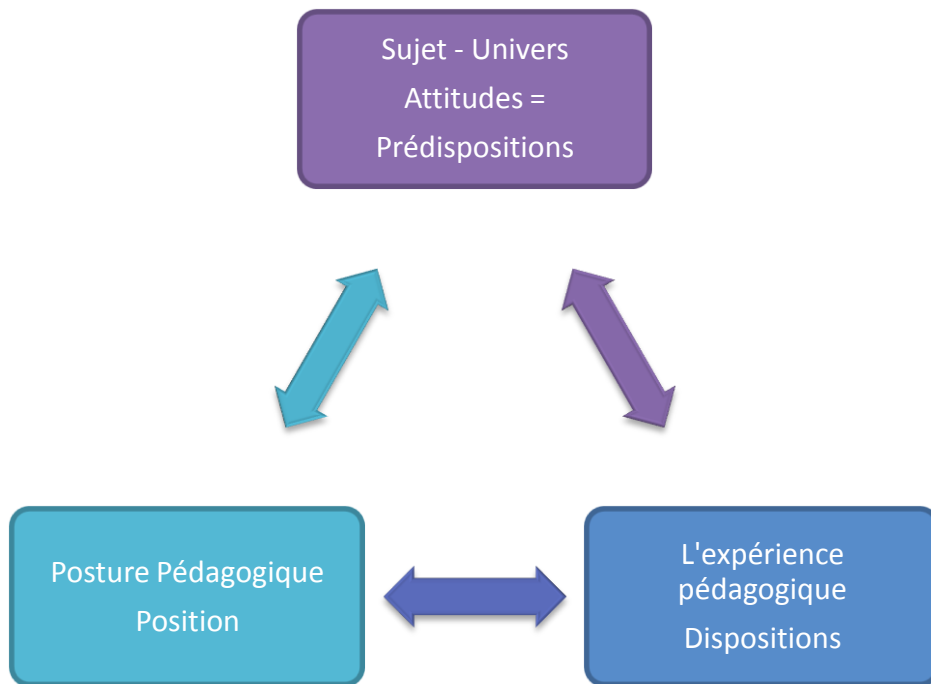 Sujet - Univers
Attitudes =
Prédispositions
Posture Pédagogique
Position
L'expérience
pédagogique
Dispositions